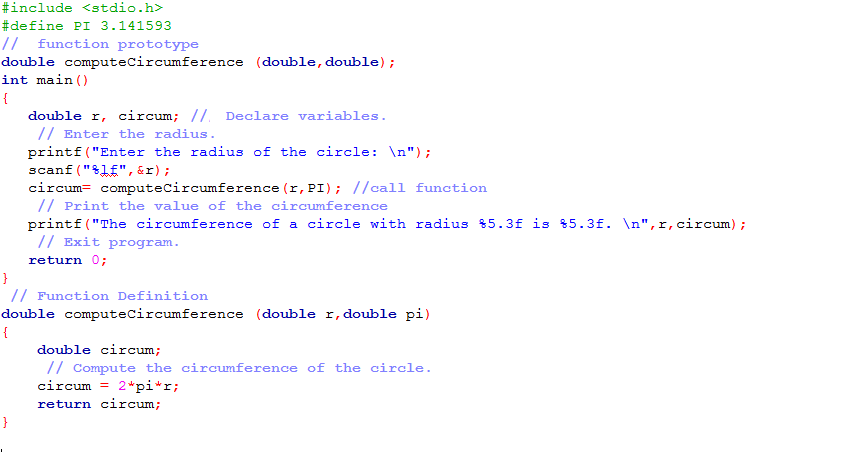 #include <stdio.h>
#define PI 3.141593
//  function prototype
double computeCircumference (double,double);
int main()
{
   double r, circum; //  Declare variables.
    // Enter the radius.
   printf("Enter the radius of the circle: \n");
   scanf("%lf",&r);
   circum= computeCircumference(r,PI); //call function
    // Print the value of the circumference
   printf("The circumference of a circle with radius %5.3f is %5.3f. \n",r,circum);
    // Exit program.
   return 0;
}
 // Function Definition
double computeCircumference (double r,double pi)
{
    double circum;
     // Compute the circumference of the circle.
    circum = 2*pi*r;
    return circum;
}